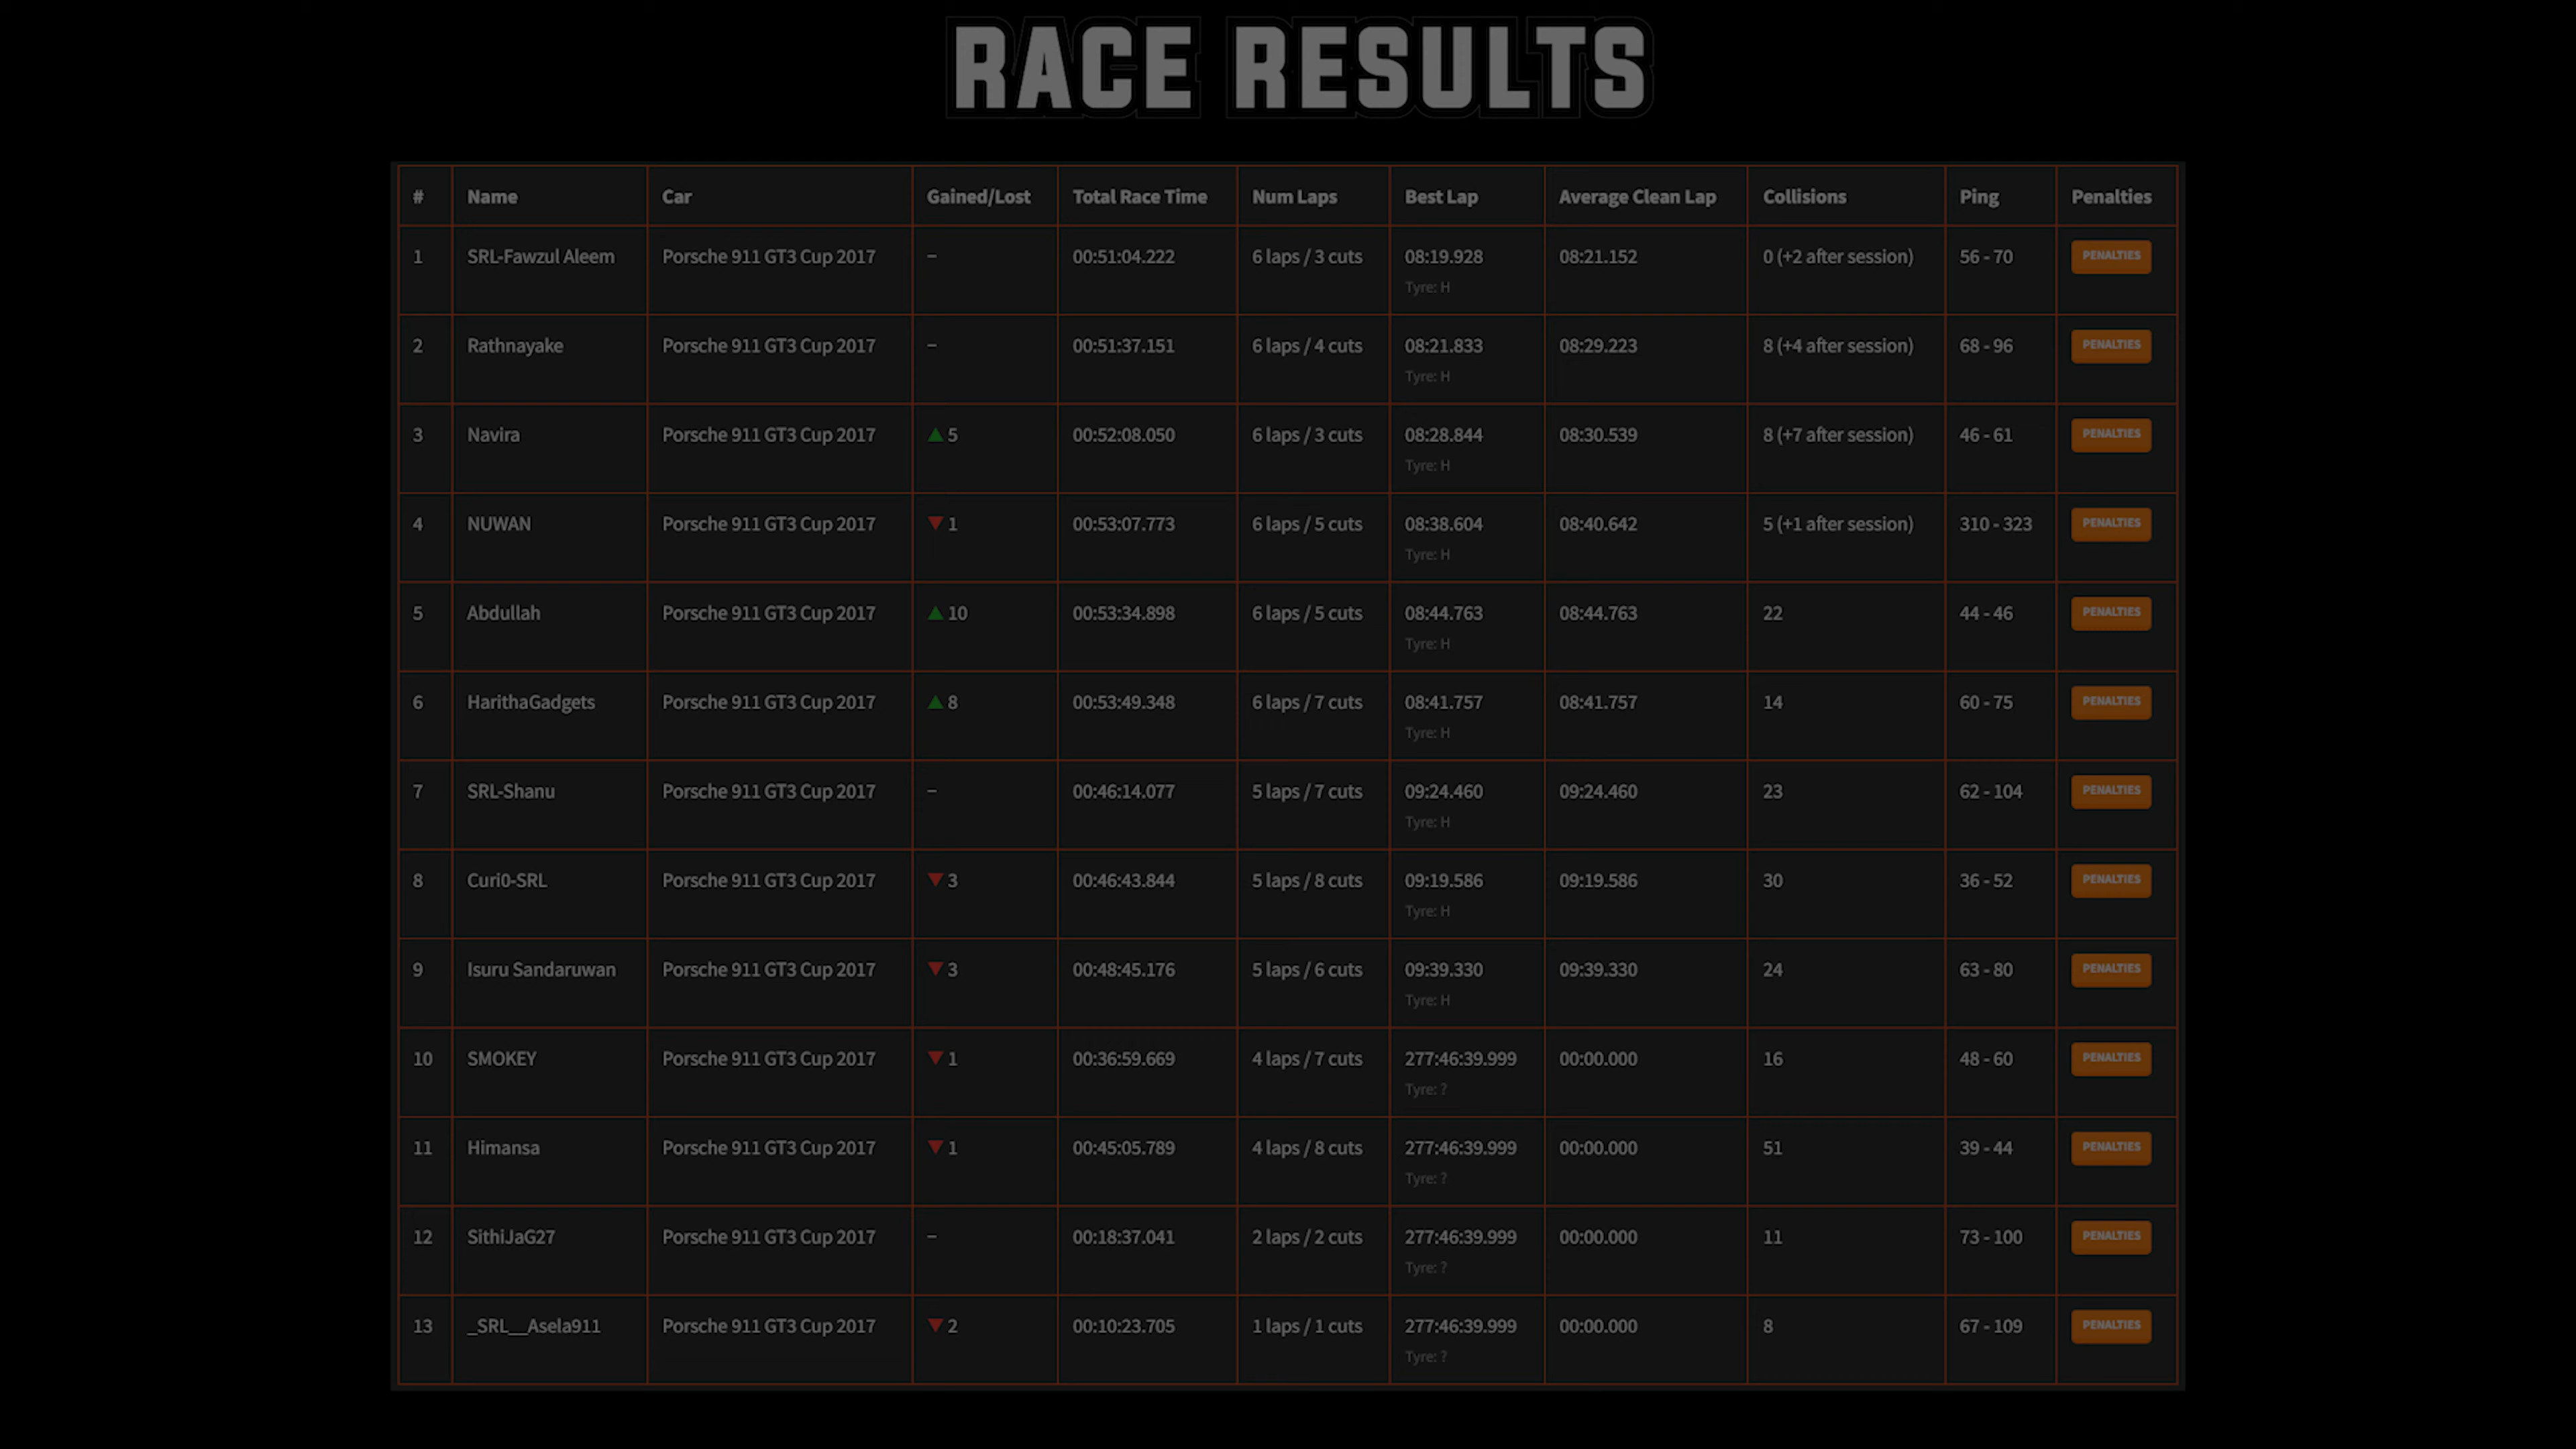 RACE RESULTS
# Name Car Gained/Lost Total Race Time Num Laps Best Lap Average Clean Lap Collisions Ping Penalties
1 SRL-Fawzul Aleem Porsche 911 GT3 Cup 2017 – 00:51:04.222 6 laps / 3 cuts 08:19.928 08:21.152 0 (+2 after session) 56 - 70 PENALTIES
Tyre: H
2 Rathnayake Porsche 911 GT3 Cup 2017 – 00:51:37.151 6 laps / 4 cuts 08:21.833 08:29.223 8 (+4 after session) 68 - 96 PENALTIES
Tyre: H
3 Navira Porsche 911 GT3 Cup 2017 ▲ 5 00:52:08.050 6 laps / 3 cuts 08:28.844 08:30.539 8 (+7 after session) 46 - 61 PENALTIES
Tyre: H
4 NUWAN Porsche 911 GT3 Cup 2017 ▼ 1 00:53:07.773 6 laps / 5 cuts 08:38.604 08:40.642 5 (+1 after session) 310 - 323 PENALTIES
Tyre: H
5 Abdullah Porsche 911 GT3 Cup 2017 ▲ 10 00:53:34.898 6 laps / 5 cuts 08:44.763 08:44.763 22 44 - 46 PENALTIES
Tyre: H
6 HarithaGadgets Porsche 911 GT3 Cup 2017 ▲ 8 00:53:49.348 6 laps / 7 cuts 08:41.757 08:41.757 14 60 - 75 PENALTIES
Tyre: H
7 SRL-Shanu Porsche 911 GT3 Cup 2017 – 00:46:14.077 5 laps / 7 cuts 09:24.460 09:24.460 23 62 - 104 PENALTIES
Tyre: H
8 Curi0-SRL Porsche 911 GT3 Cup 2017 ▼ 3 00:46:43.844 5 laps / 8 cuts 09:19.586 09:19.586 30 36 - 52 PENALTIES
Tyre: H
9 Isuru Sandaruwan Porsche 911 GT3 Cup 2017 ▼ 3 00:48:45.176 5 laps / 6 cuts 09:39.330 09:39.330 24 63 - 80 PENALTIES
Tyre: H
10 SMOKEY Porsche 911 GT3 Cup 2017 ▼ 1 00:36:59.669 4 laps / 7 cuts 277:46:39.999 00:00.000 16 48 - 60 PENALTIES
Tyre: ?
11 Himansa Porsche 911 GT3 Cup 2017 ▼ 1 00:45:05.789 4 laps / 8 cuts 277:46:39.999 00:00.000 51 39 - 44 PENALTIES
Tyre: ?
12 SithiJaG27 Porsche 911 GT3 Cup 2017 – 00:18:37.041 2 laps / 2 cuts 277:46:39.999 00:00.000 11 73 - 100 PENALTIES
Tyre: ?
13 _SRL__Asela911 Porsche 911 GT3 Cup 2017 ▼ 2 00:10:23.705 1 laps / 1 cuts 277:46:39.999 00:00.000 8 67 - 109 PENALTIES
Tyre: ?